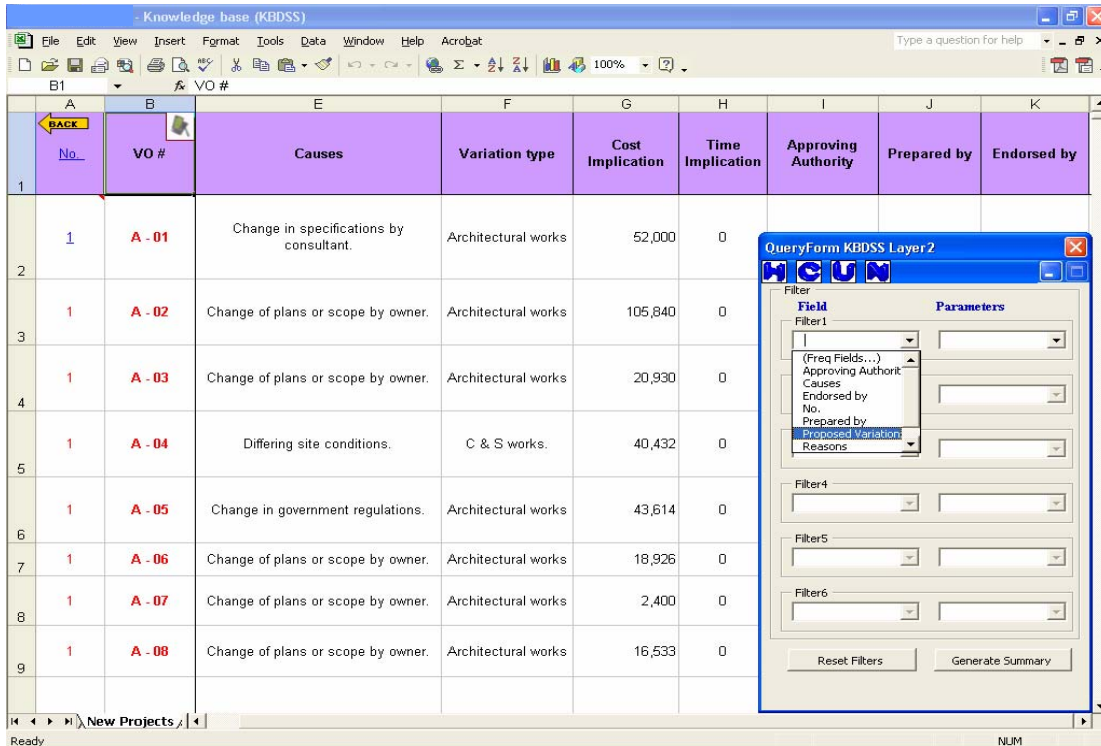 - Knowledge base (KBDSS)
File Edit View Insert Format Tools Data Window Help Acrobat
Type a question for help
100%
B1 fx VO #
A B E F G H I J K
BACK
1 No. VO # Causes Variation type Cost Implication Time Implication Approving Authority Prepared by Endorsed by
2 1 A - 01 Change in specifications by consultant. Architectural works 52,000 0
3 1 A - 02 Change of plans or scope by owner. Architectural works 105,840 0
4 1 A - 03 Change of plans or scope by owner. Architectural works 20,930 0
5 1 A - 04 Differing site conditions. C & S works. 40,432 0
6 1 A - 05 Change in government regulations. Architectural works 43,614 0
7 1 A - 06 Change of plans or scope by owner. Architectural works 18,926 0
8 1 A - 07 Change of plans or scope by owner. Architectural works 2,400 0
9 1 A - 08 Change of plans or scope by owner. Architectural works 16,533 0
QueryForm KBDSS Layer2
H C U N
Filter
Field Parameters
Filter1
(Freq Fields...)
Approving Authorit
Causes
Endorsed by
No.
Prepared by
Proposed Variation
Reasons
Filter4
Filter5
Filter6
Reset Filters Generate Summary
New Projects
Ready NUM